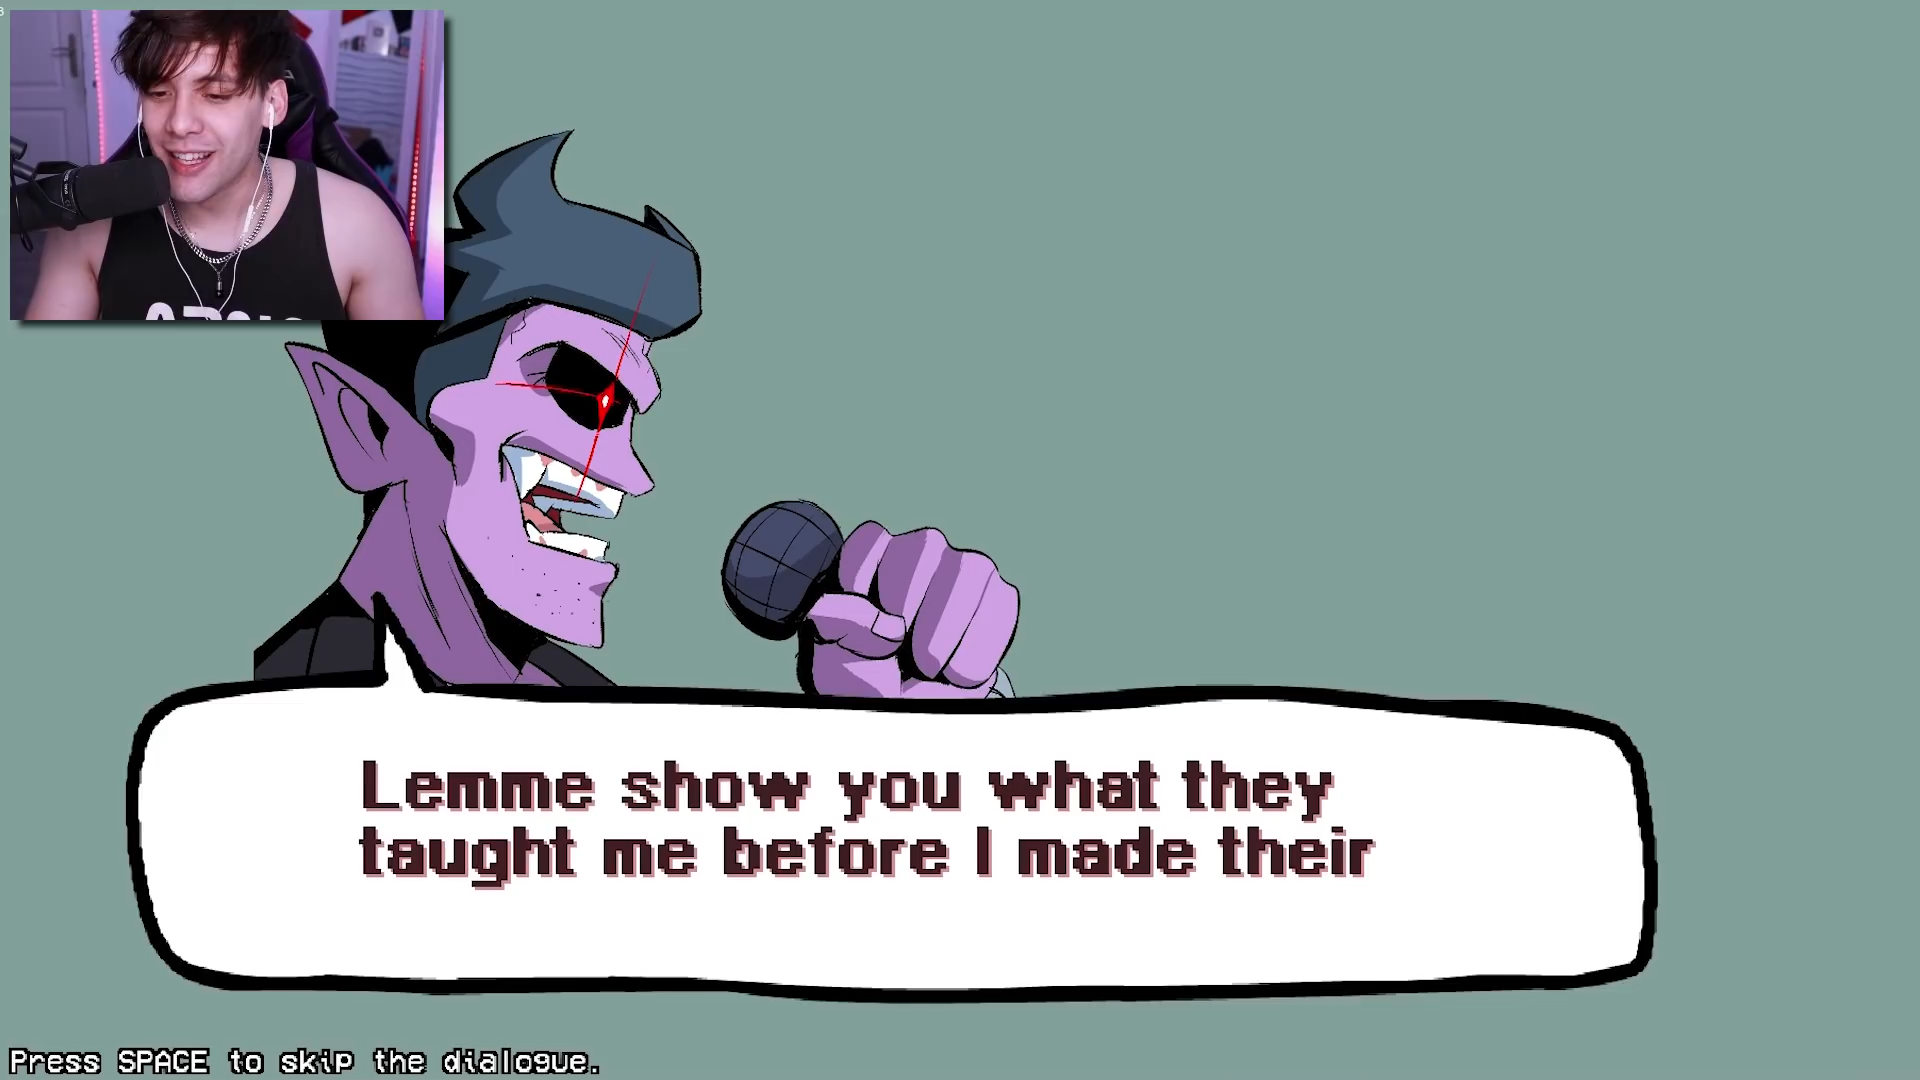 Lemme show you what they
taught me before I made their
Press SPACE to skip the dialogue.